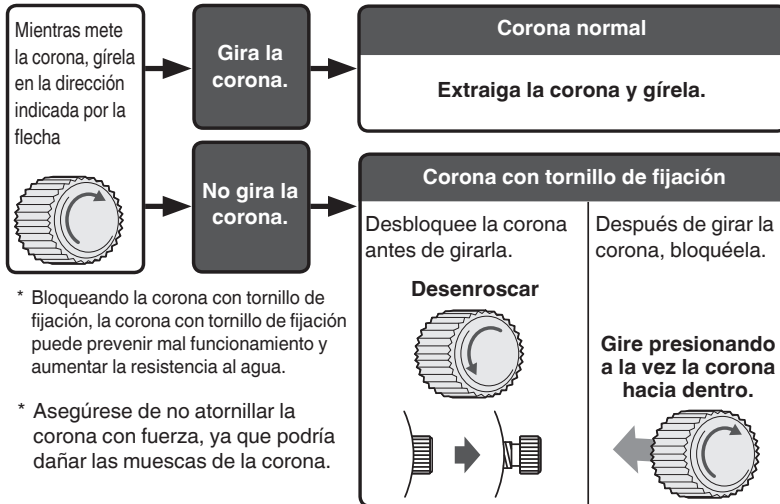 Mientras mete
la corona, gírela
en la dirección
indicada por la
flecha
Gira la
corona.
Corona normal
Extraiga la corona y gírela.
No gira la
corona.
Corona con tornillo de fijación
Desbloquee la corona
antes de girarla.
Desenroscar
Después de girar la
corona, bloquéela.
Gire presionando
a la vez la corona
hacia dentro.
* Bloqueando la corona con tornillo de
fijación, la corona con tornillo de fijación
puede prevenir mal funcionamiento y
aumentar la resistencia al agua.
* Asegúrese de no atornillar la
corona con fuerza, ya que podría
dañar las muescas de la corona.